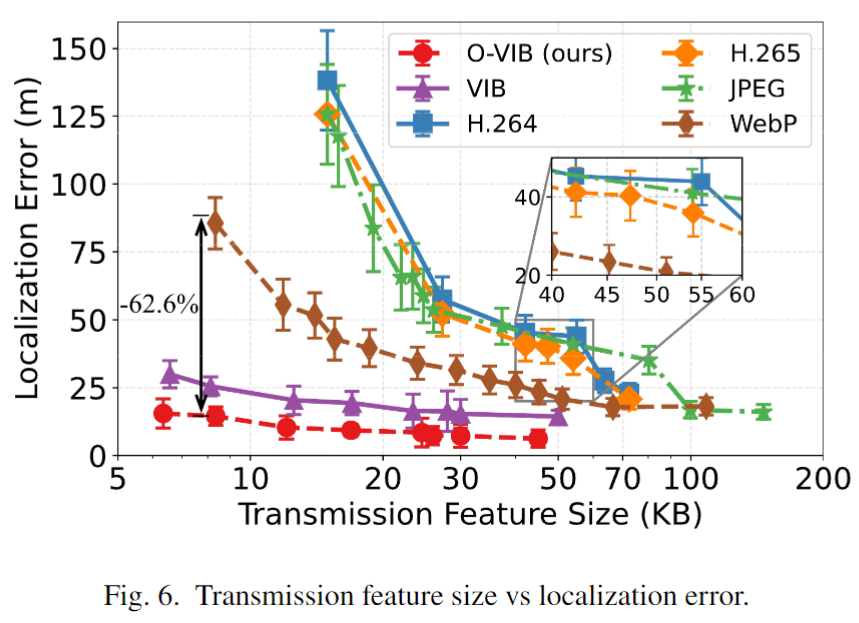 150
125
100
75
50
25
0
Localization Error (m)
O-VIB (ours)
VIB
H.264
H.265
JPEG
WebP
-62.6%
40
20
40 45 50 55 60
5 10 20 30 50 70 100 200
Transmission Feature Size (KB)
Fig. 6. Transmission feature size vs localization error.